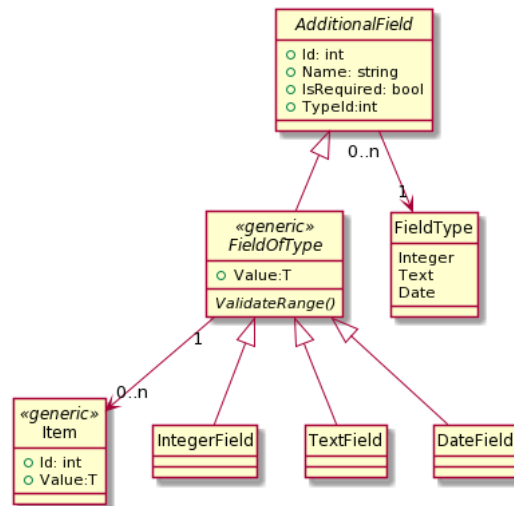 AdditionalField
Id: int
Name: string
IsRequired: bool
TypeId:int
0..n
1
«generic»
FieldOfType
Value:T
ValidateRange()
FieldType
Integer
Text
Date
1
0..n
«generic»
Item
Id: int
Value:T
IntegerField
TextField
DateField